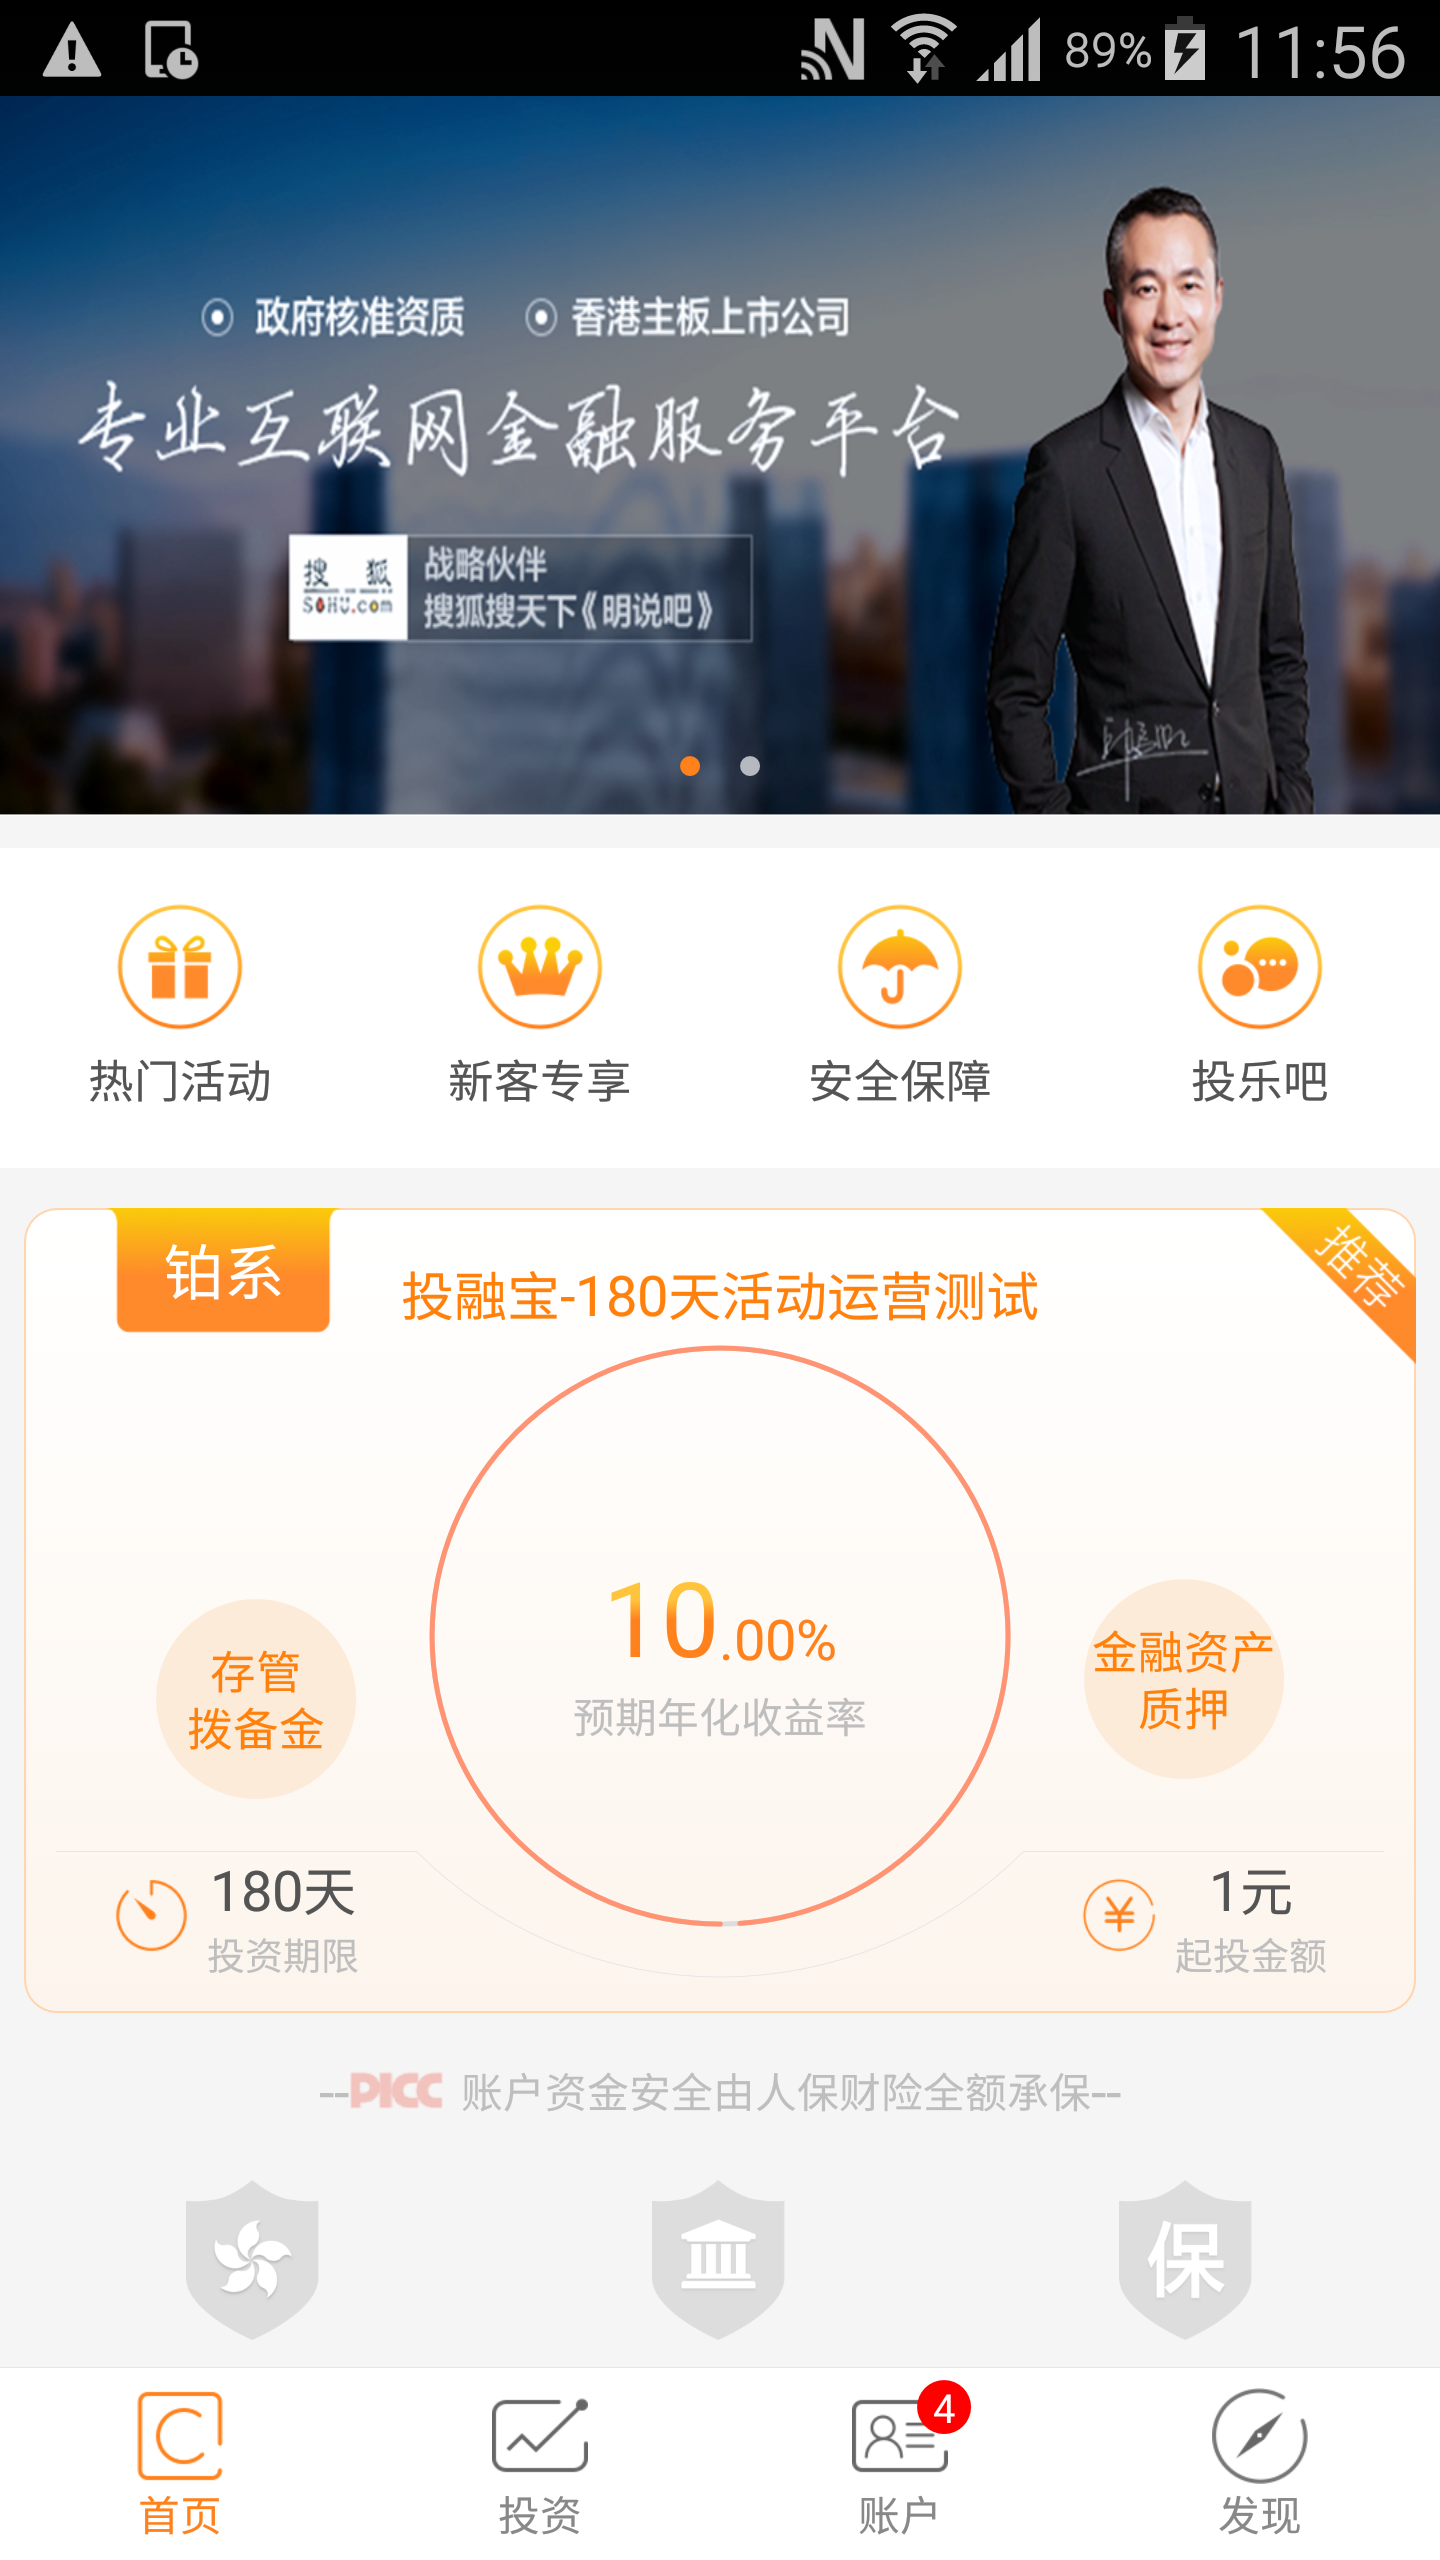 89% 11:56
政府核准资质 香港主板上市公司
专业互联网金融服务平台
搜狐 SOHU.com
战略伙伴
搜狐搜天下《明说吧》
热门活动 新客专享 安全保障 投乐吧
铂系
推荐
投融宝-180天活动运营测试
10.00%
预期年化收益率
存管
拨备金
金融资产
质押
180天
投资期限
1元
起投金额
--PICC 账户资金安全由人保财险全额承保--
保
4
首页 投资 账户 发现